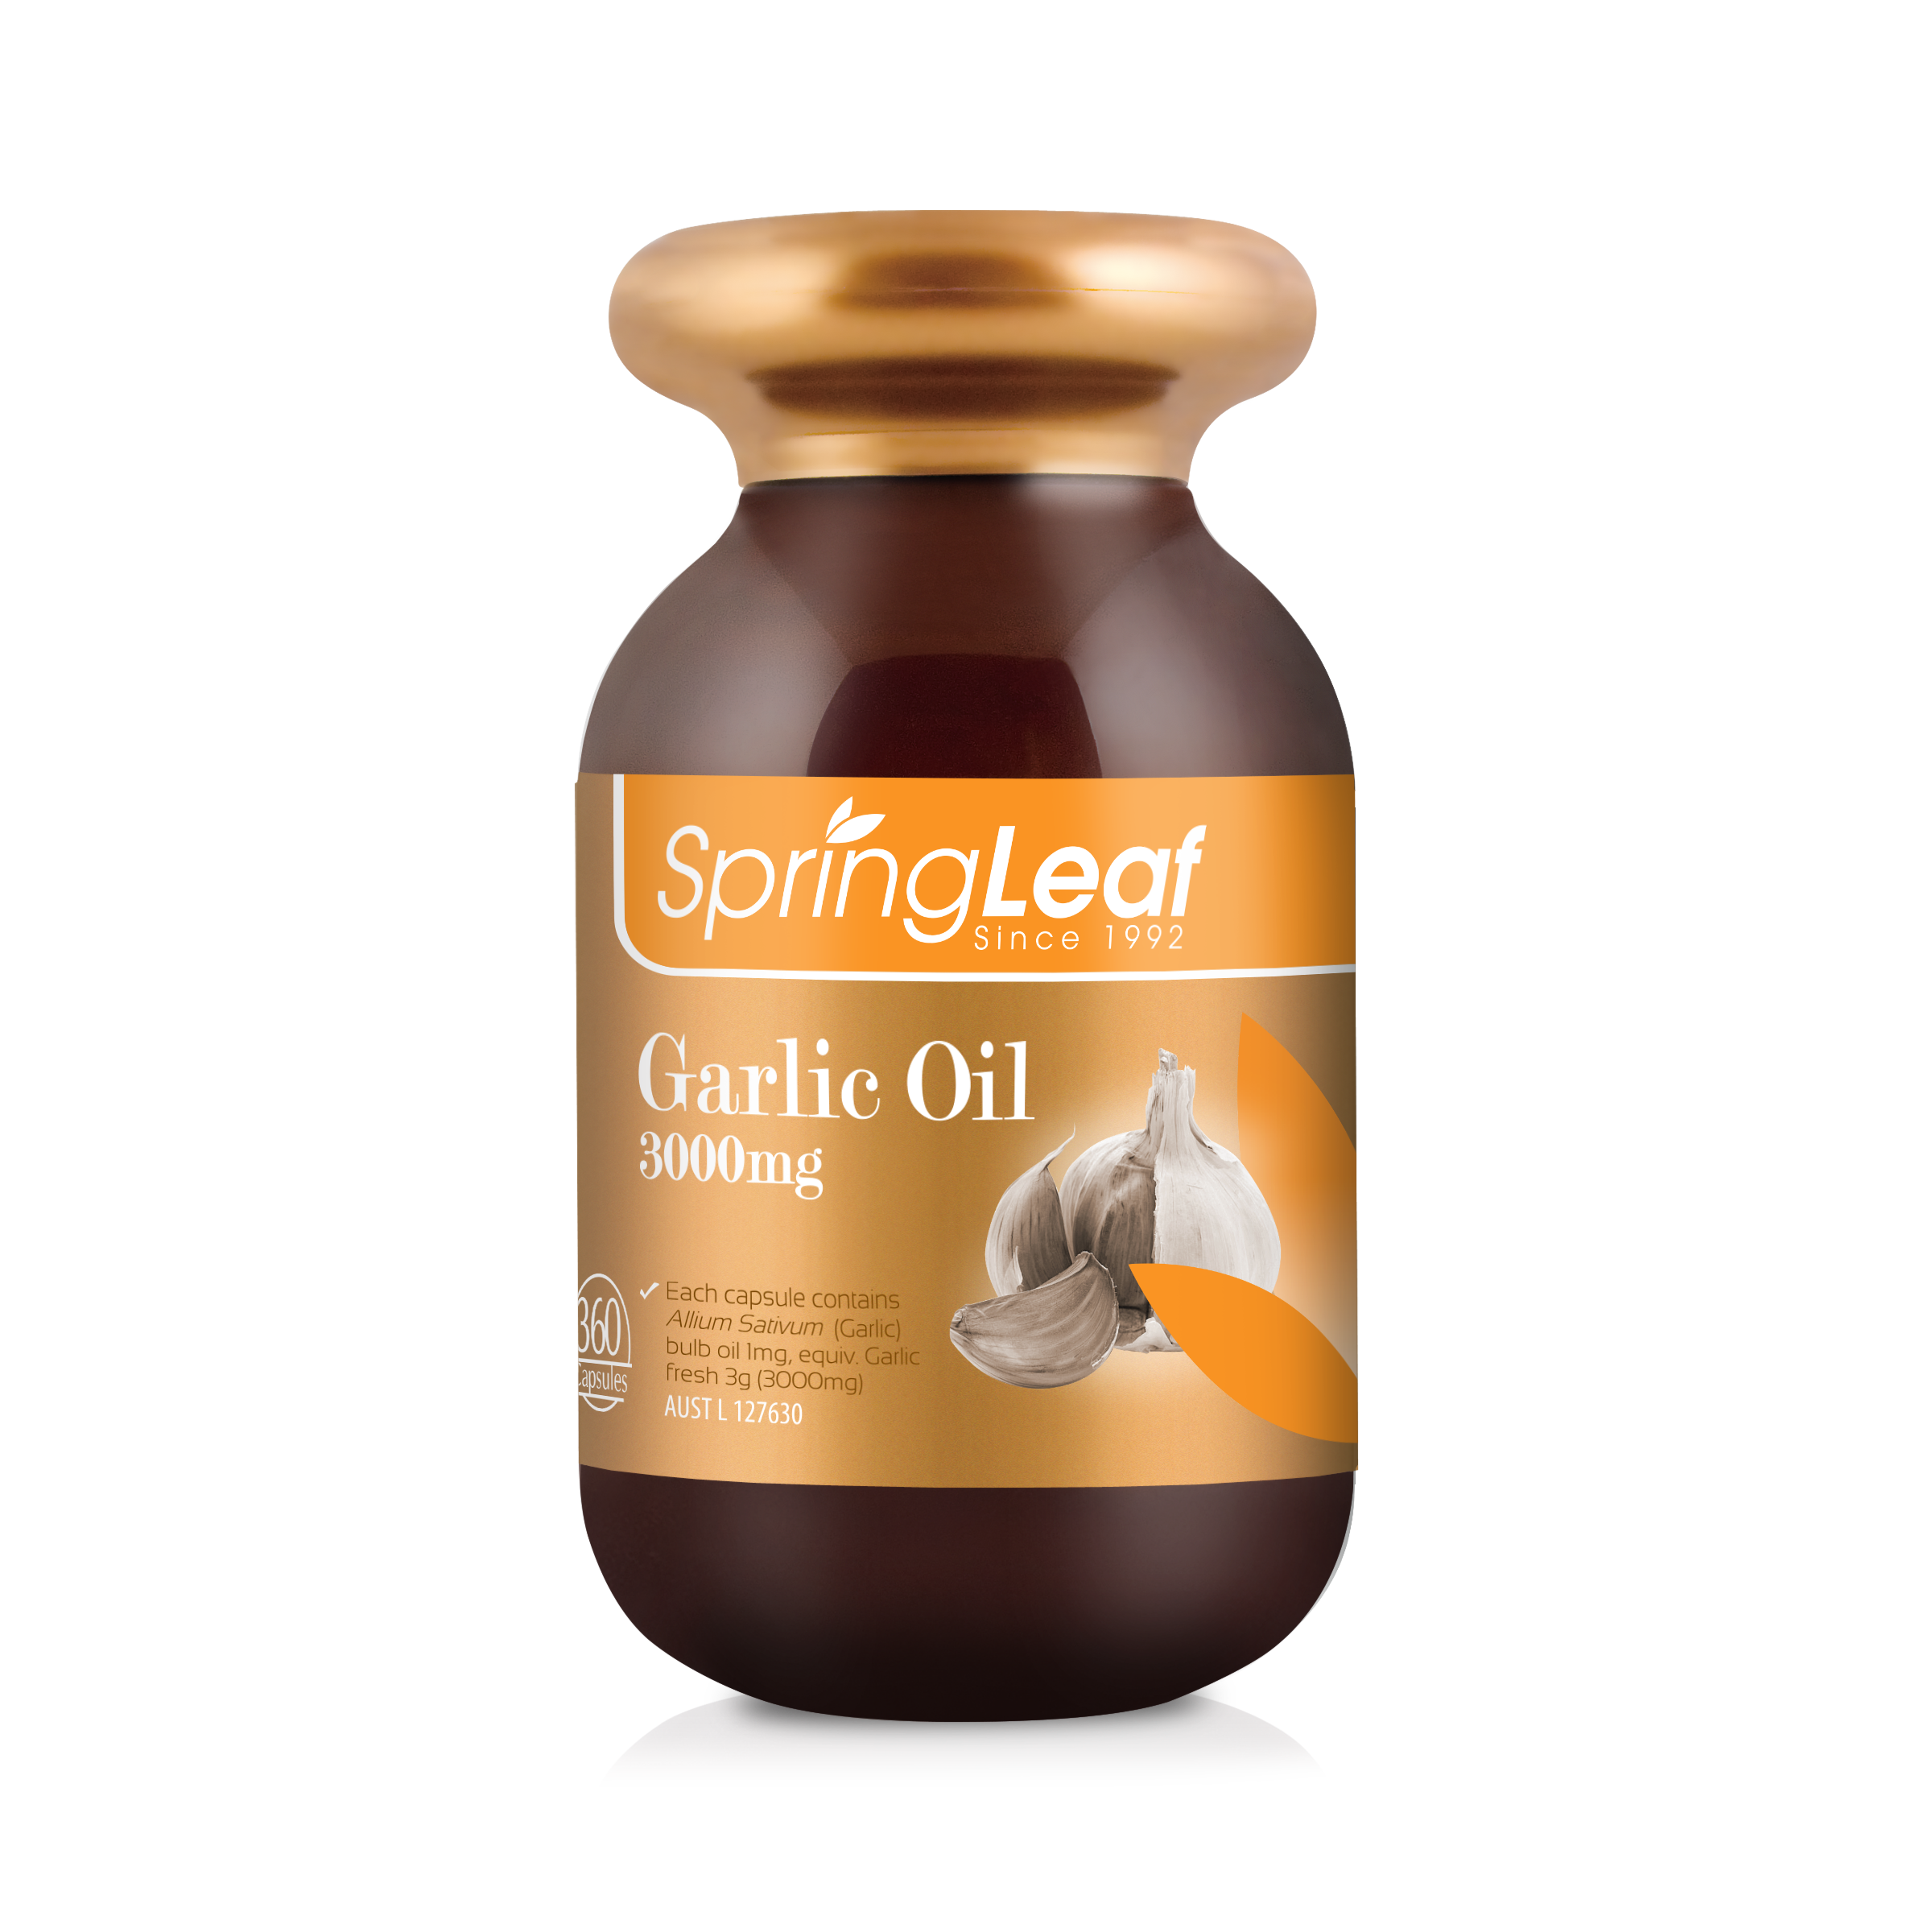 SpringLeaf
Since 1992
Garlic Oil
3000mg
360
Capsules
Each capsule contains
Allium Sativum (Garlic)
bulb oil 1mg, equiv. Garlic
fresh 3g (3000mg)
AUST L 127630